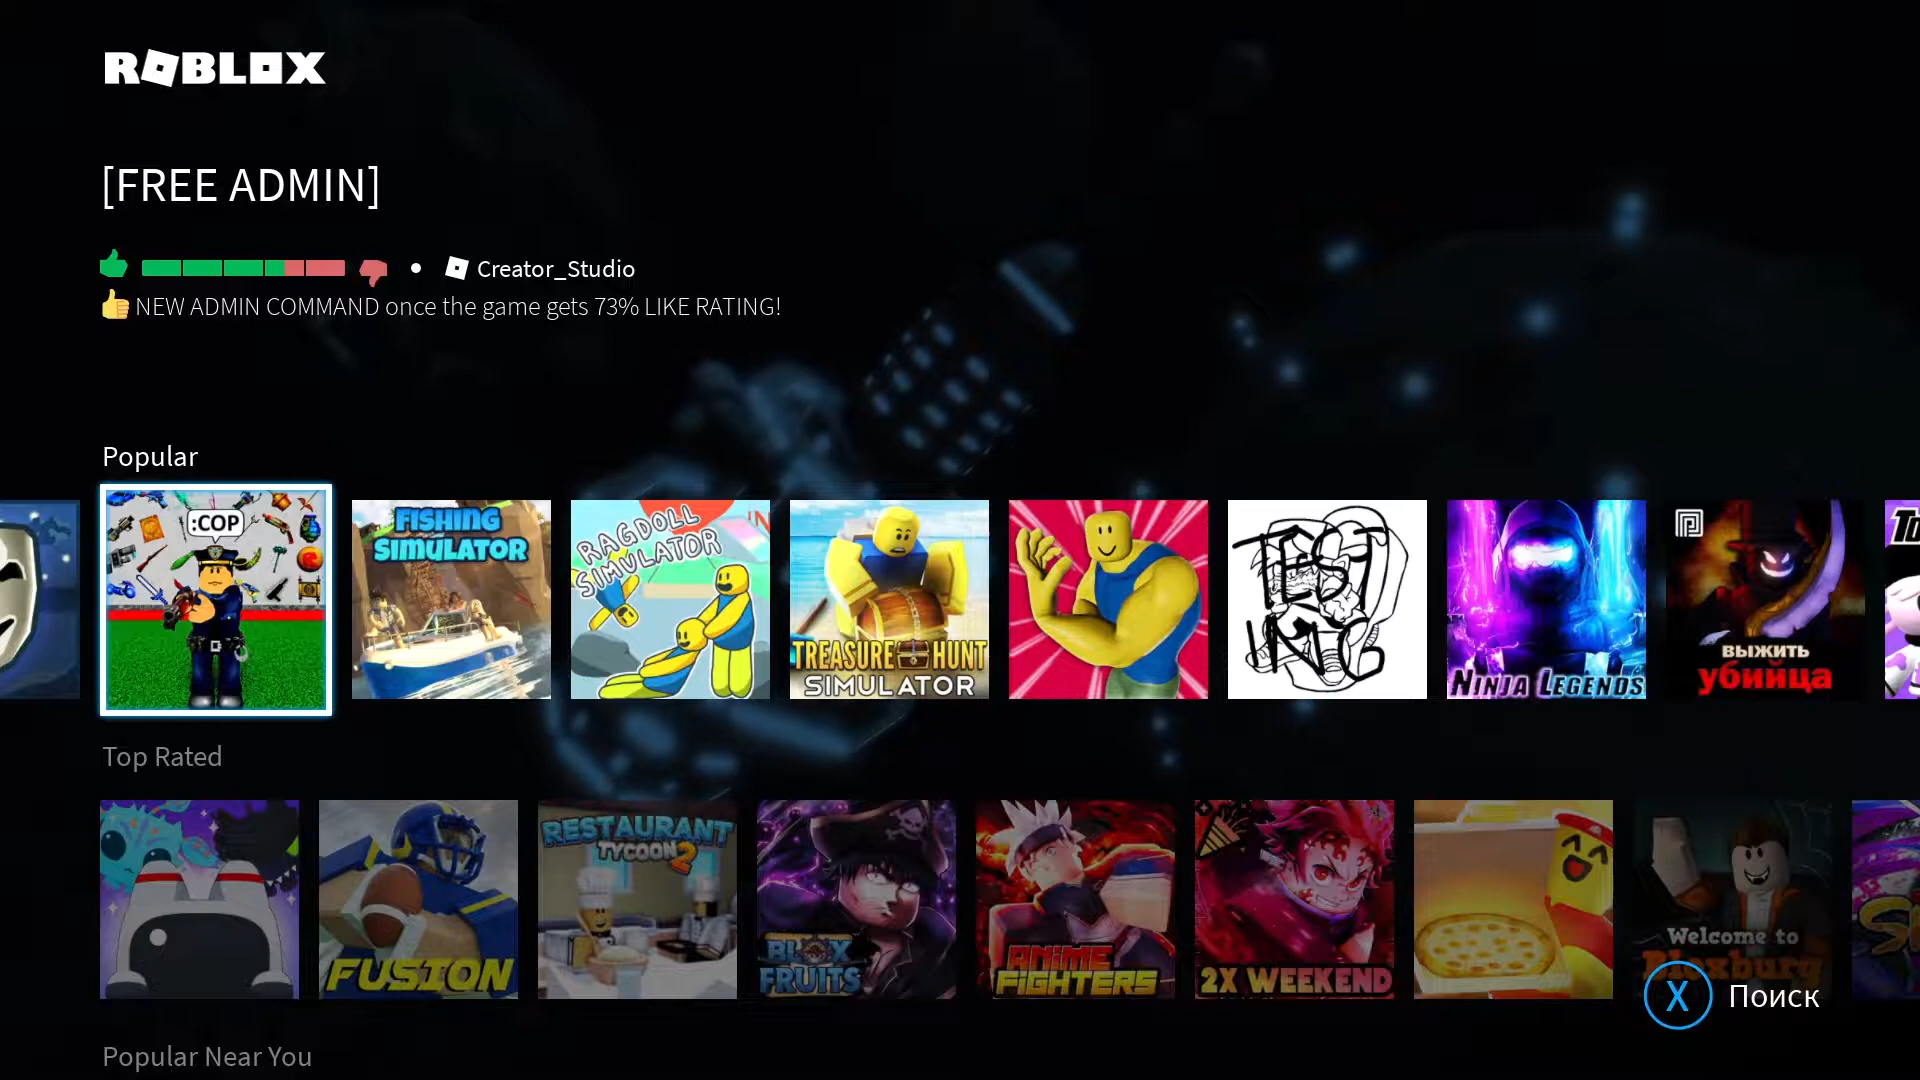 ROBLOX
[FREE ADMIN]
Creator_Studio
👍 NEW ADMIN COMMAND once the game gets 73% LIKE RATING!
Popular
:COP
FISHING
SIMULATOR
RAGDOLL
SIMULATOR
TREASURE HUNT
SIMULATOR
TEST
ING
NINJA LEGENDS
выжить
убийца
Top Rated
FUSION
RESTAURANT
TYCOON 2
BLOX
FRUITS
ANIME
FIGHTERS
2X WEEKEND
Welcome to
Bloxburg
X Поиск
Popular Near You